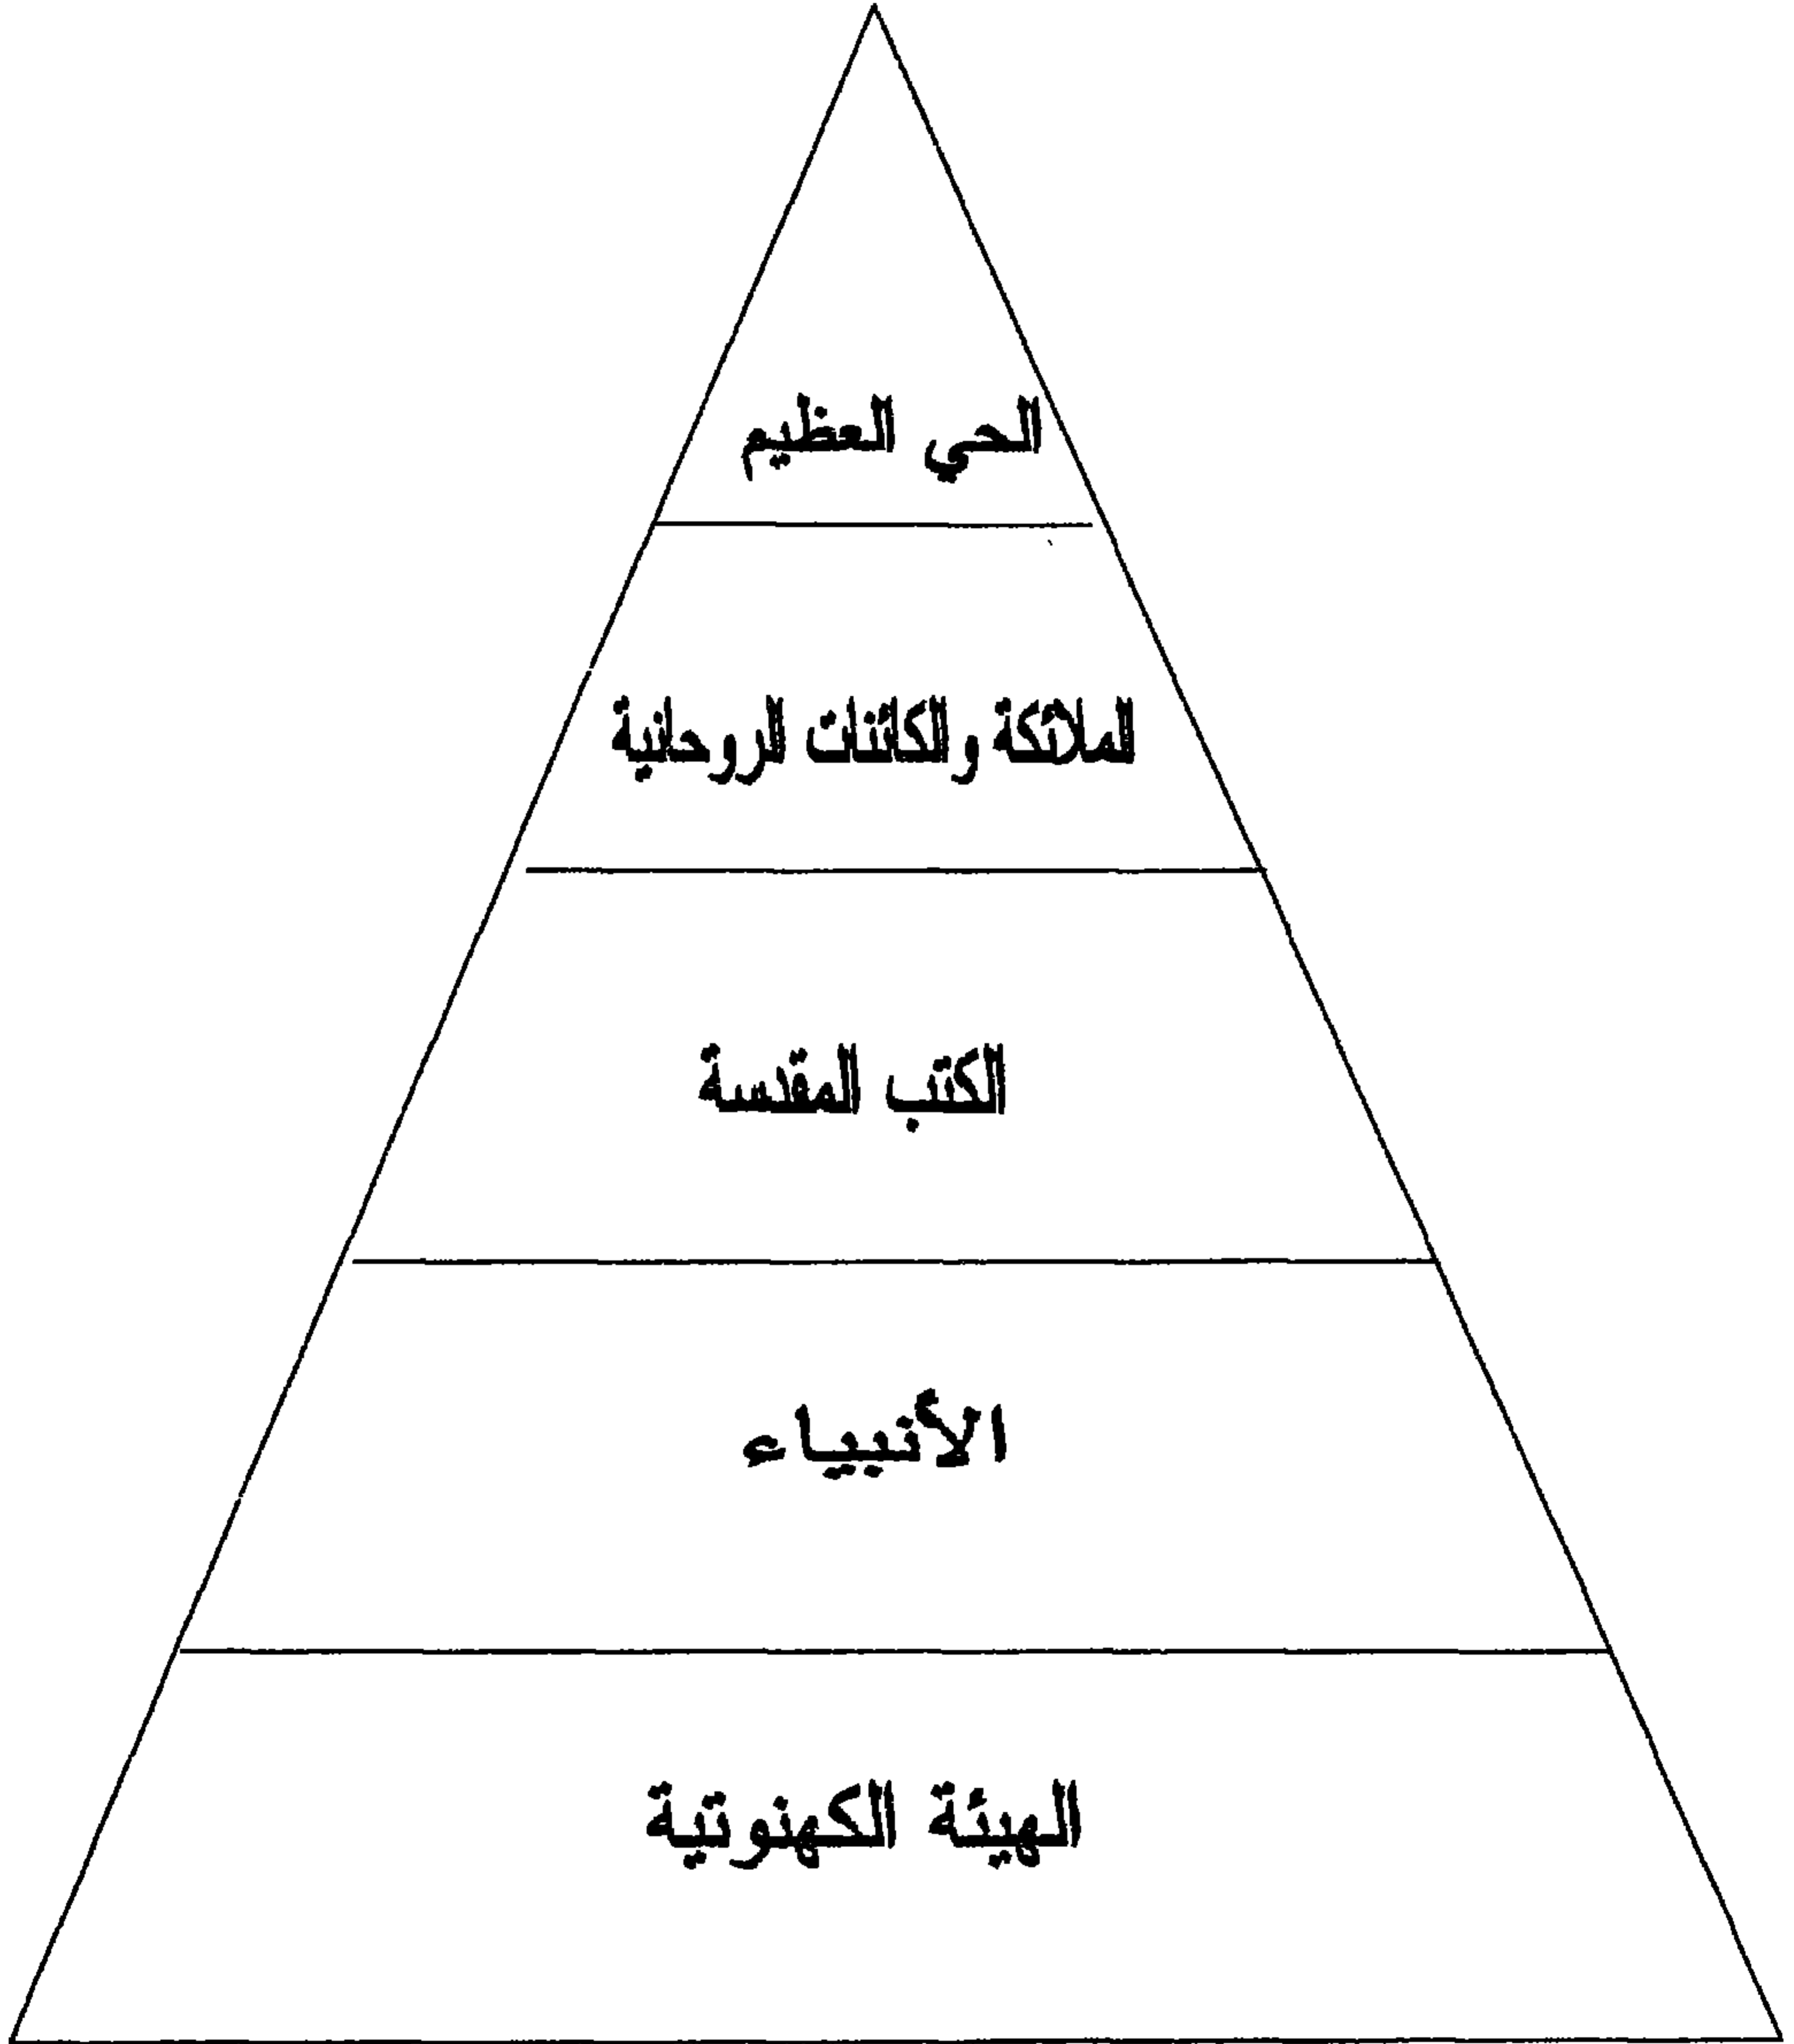 الحي العظيم
الملائكة والكائنات الروحانية
الكتب المقدسة
الأنبياء
الهيئة الكهنوتية